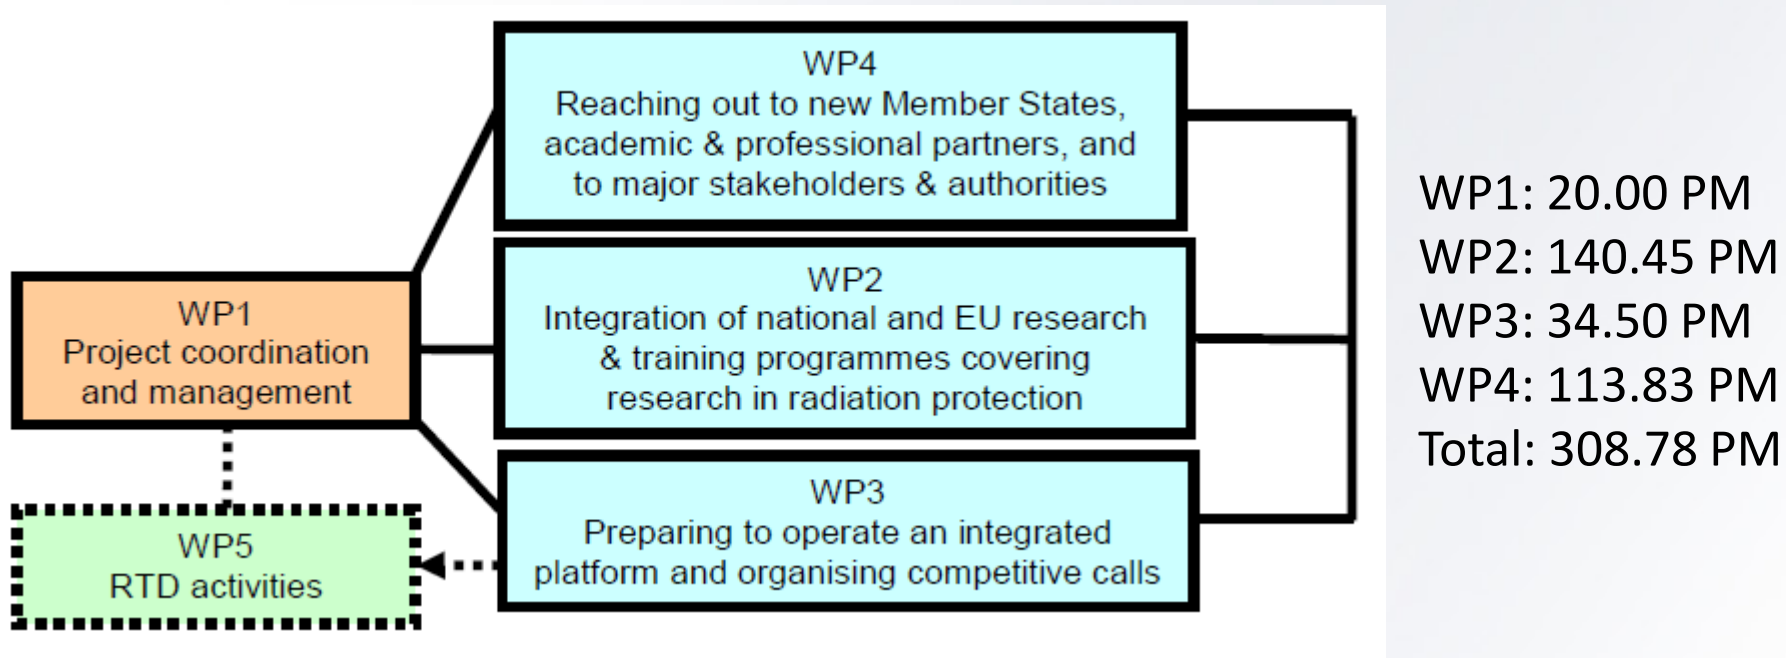 WP4
Reaching out to new Member States,
academic & professional partners, and
to major stakeholders & authorities
WP1
Project coordination
and management
WP2
Integration of national and EU research
& training programmes covering
research in radiation protection
WP5
RTD activities
WP3
Preparing to operate an integrated
platform and organising competitive calls
WP1: 20.00 PM
WP2: 140.45 PM
WP3: 34.50 PM
WP4: 113.83 PM
Total: 308.78 PM